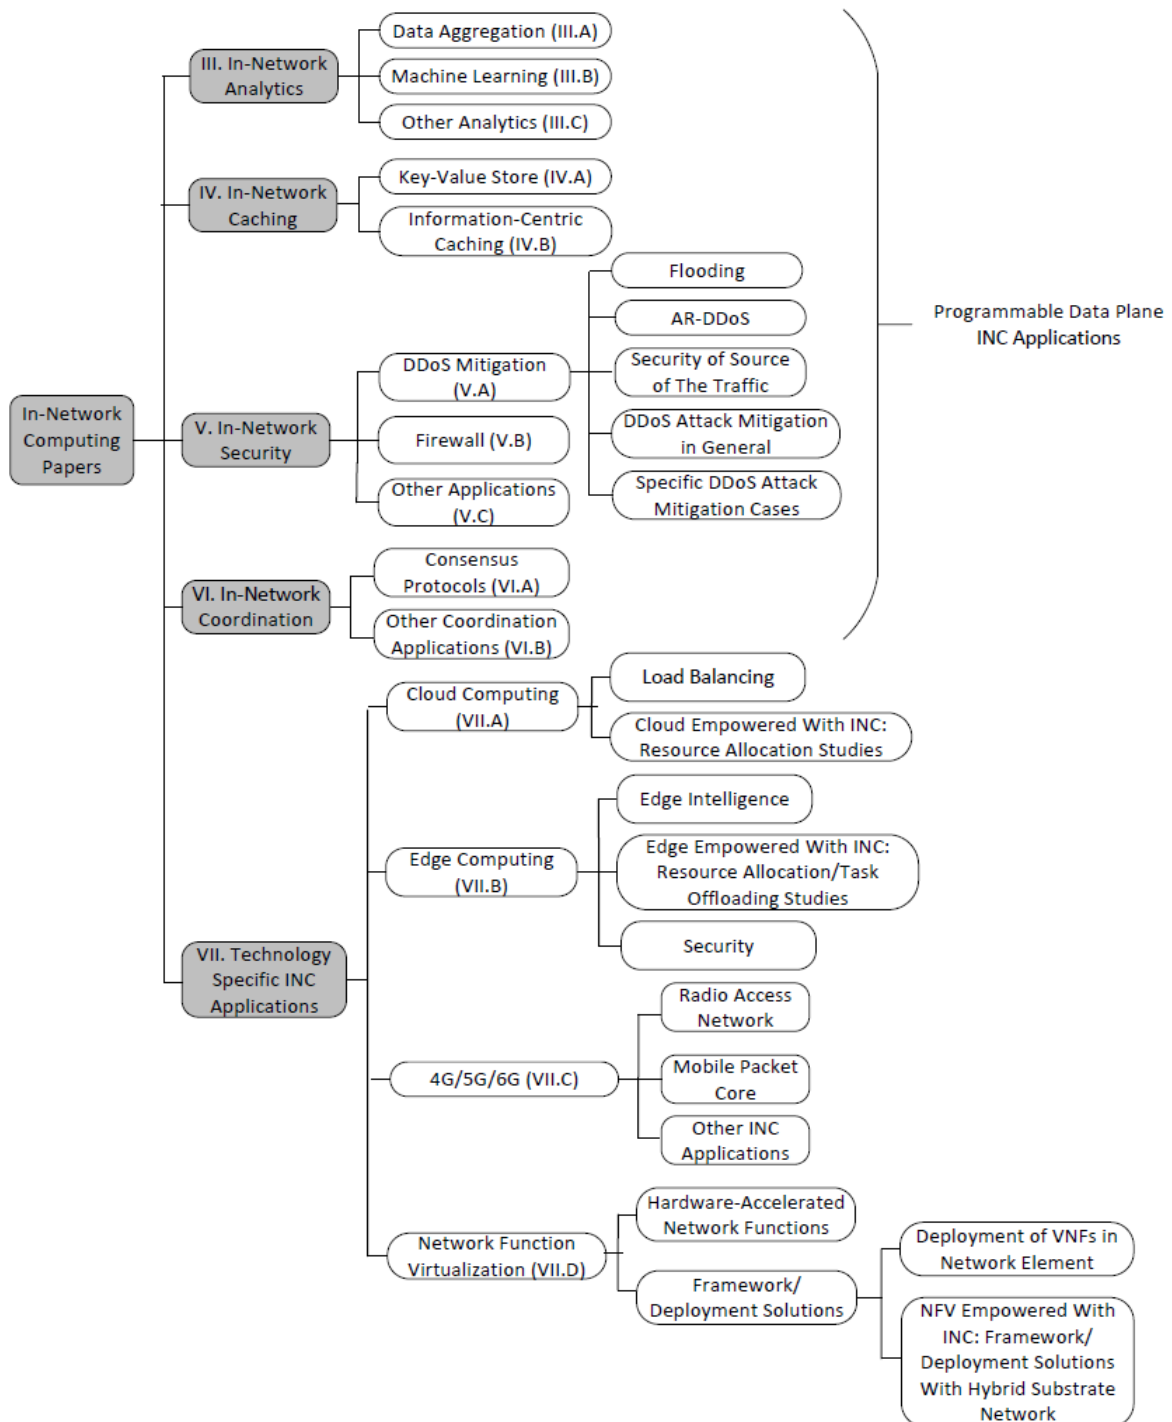 In-Network
Computing
Papers
III. In-Network
Analytics
Data Aggregation (III.A)
Machine Learning (III.B)
Other Analytics (III.C)
IV. In-Network
Caching
Key-Value Store (IV.A)
Information-Centric
Caching (IV.B)
V. In-Network
Security
DDoS Mitigation
(V.A)
Flooding
AR-DDoS
Security of Source
of The Traffic
DDoS Attack Mitigation
in General
Specific DDoS Attack
Mitigation Cases
Firewall (V.B)
Other Applications
(V.C)
VI. In-Network
Coordination
Consensus
Protocols (VI.A)
Other Coordination
Applications (VI.B)
Programmable Data Plane
INC Applications
VII. Technology
Specific INC
Applications
Cloud Computing
(VII.A)
Load Balancing
Cloud Empowered With INC:
Resource Allocation Studies
Edge Computing
(VII.B)
Edge Intelligence
Edge Empowered With INC:
Resource Allocation/Task
Offloading Studies
Security
4G/5G/6G (VII.C)
Radio Access
Network
Mobile Packet
Core
Other INC
Applications
Network Function
Virtualization (VII.D)
Hardware-Accelerated
Network Functions
Framework/
Deployment Solutions
Deployment of VNFs in
Network Element
NFV Empowered With
INC: Framework/
Deployment Solutions
With Hybrid Substrate
Network